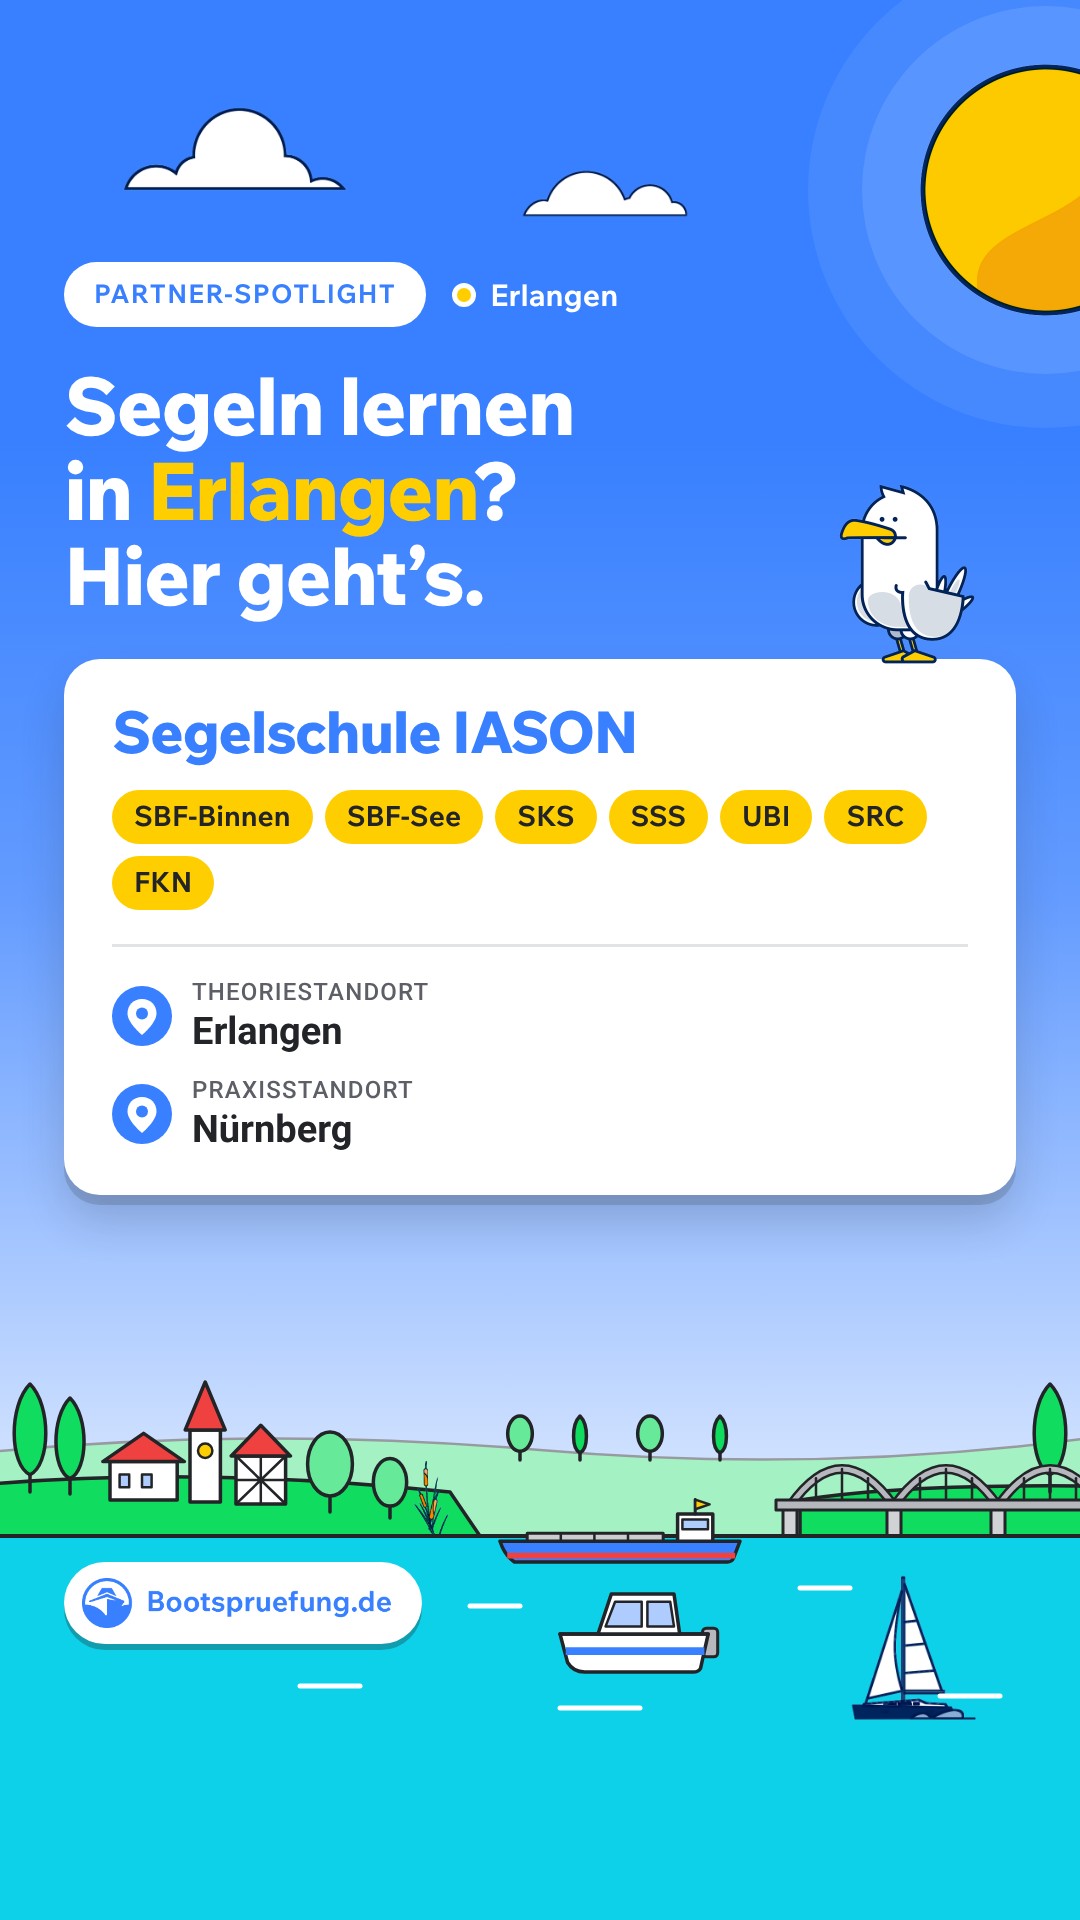 PARTNER-SPOTLIGHT
Erlangen
Segeln lernen
in Erlangen?
Hier geht’s.
Segelschule IASON
SBF-Binnen SBF-See SKS SSS UBI SRC
FKN
THEORIESTANDORT
Erlangen
PRAXISSTANDORT
Nürnberg
Bootspruefung.de